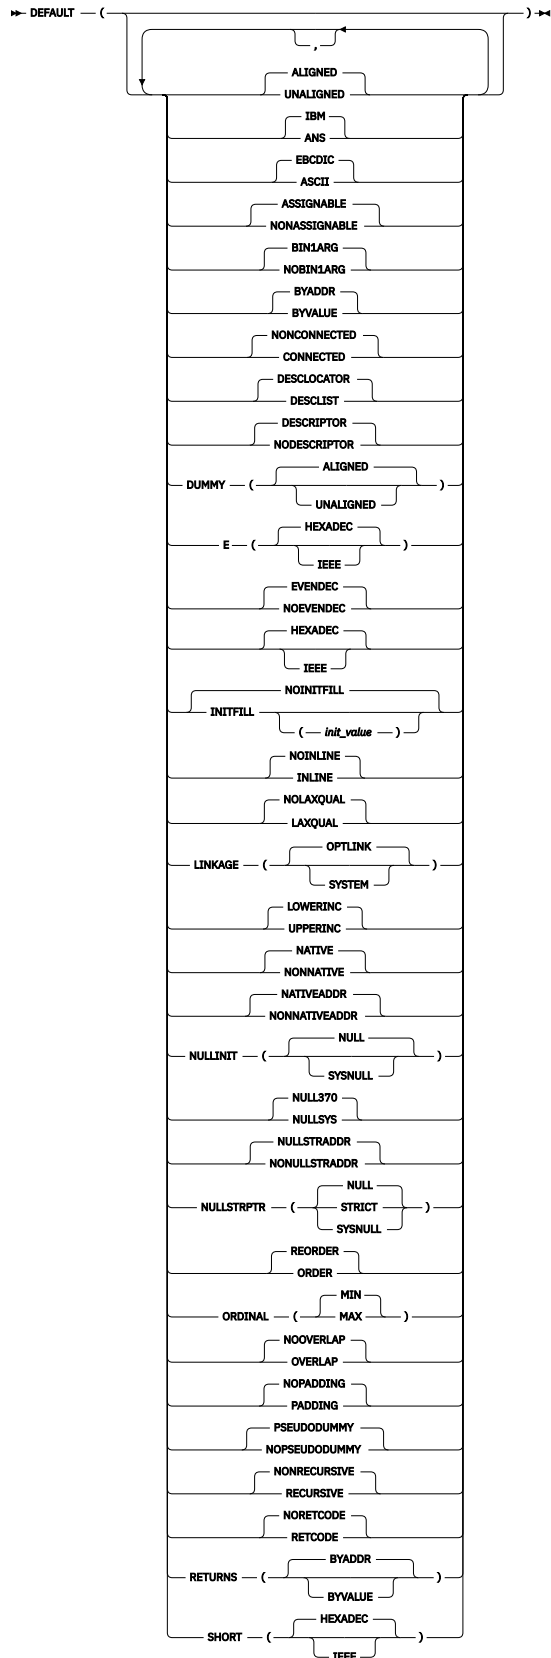 DEFAULT ( )
,
ALIGNED
UNALIGNED
IBM
ANS
EBCDIC
ASCII
ASSIGNABLE
NONASSIGNABLE
BIN1ARG
NOBIN1ARG
BYADDR
BYVALUE
NONCONNECTED
CONNECTED
DESCLOCATOR
DESCLIST
DESCRIPTOR
NODESCRIPTOR
ALIGNED
DUMMY ( )
UNALIGNED
HEXADEC
E ( )
IEEE
EVENDEC
NOEVENDEC
HEXADEC
IEEE
NOINITFILL
INITFILL
( init_value )
NOINLINE
INLINE
NOLAXQUAL
LAXQUAL
OPTLINK
LINKAGE ( )
SYSTEM
LOWERINC
UPPERINC
NATIVE
NONNATIVE
NATIVEADDR
NONNATIVEADDR
NULL
NULLINIT ( )
SYSNULL
NULL370
NULLSYS
NULLSTRADDR
NONULLSTRADDR
NULL
NULLSTRPTR ( STRICT )
SYSNULL
REORDER
ORDER
MIN
ORDINAL ( MAX )
NOOVERLAP
OVERLAP
NOPADDING
PADDING
PSEUDODUMMY
NOPSEUDODUMMY
NONRECURSIVE
RECURSIVE
NORETCODE
RETCODE
BYADDR
RETURNS ( )
BYVALUE
HEXADEC
SHORT ( )
IEEE